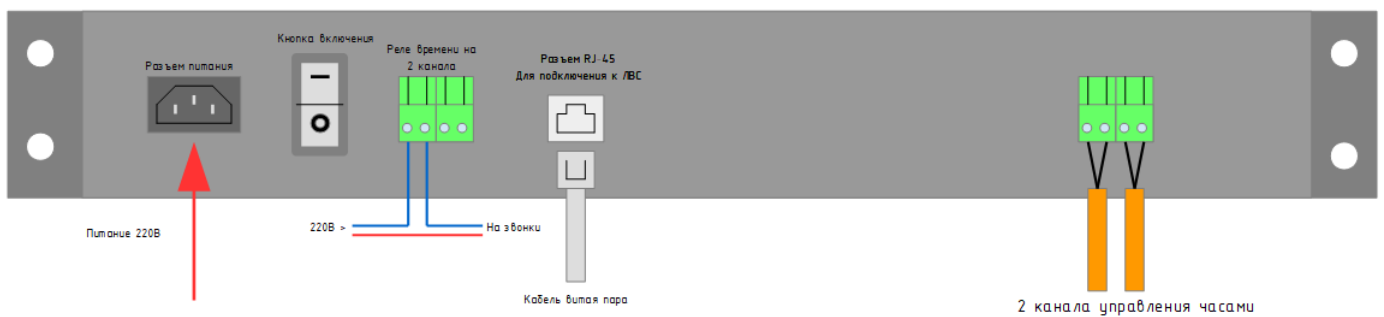 Кнопка включения
Реле времени на
2 канала
Разъем питания
Разъем RJ-45
Для подключения к ЛВС
Питание 220В
220В >
На звонки
Кабель витая пара
2 канала управления часами